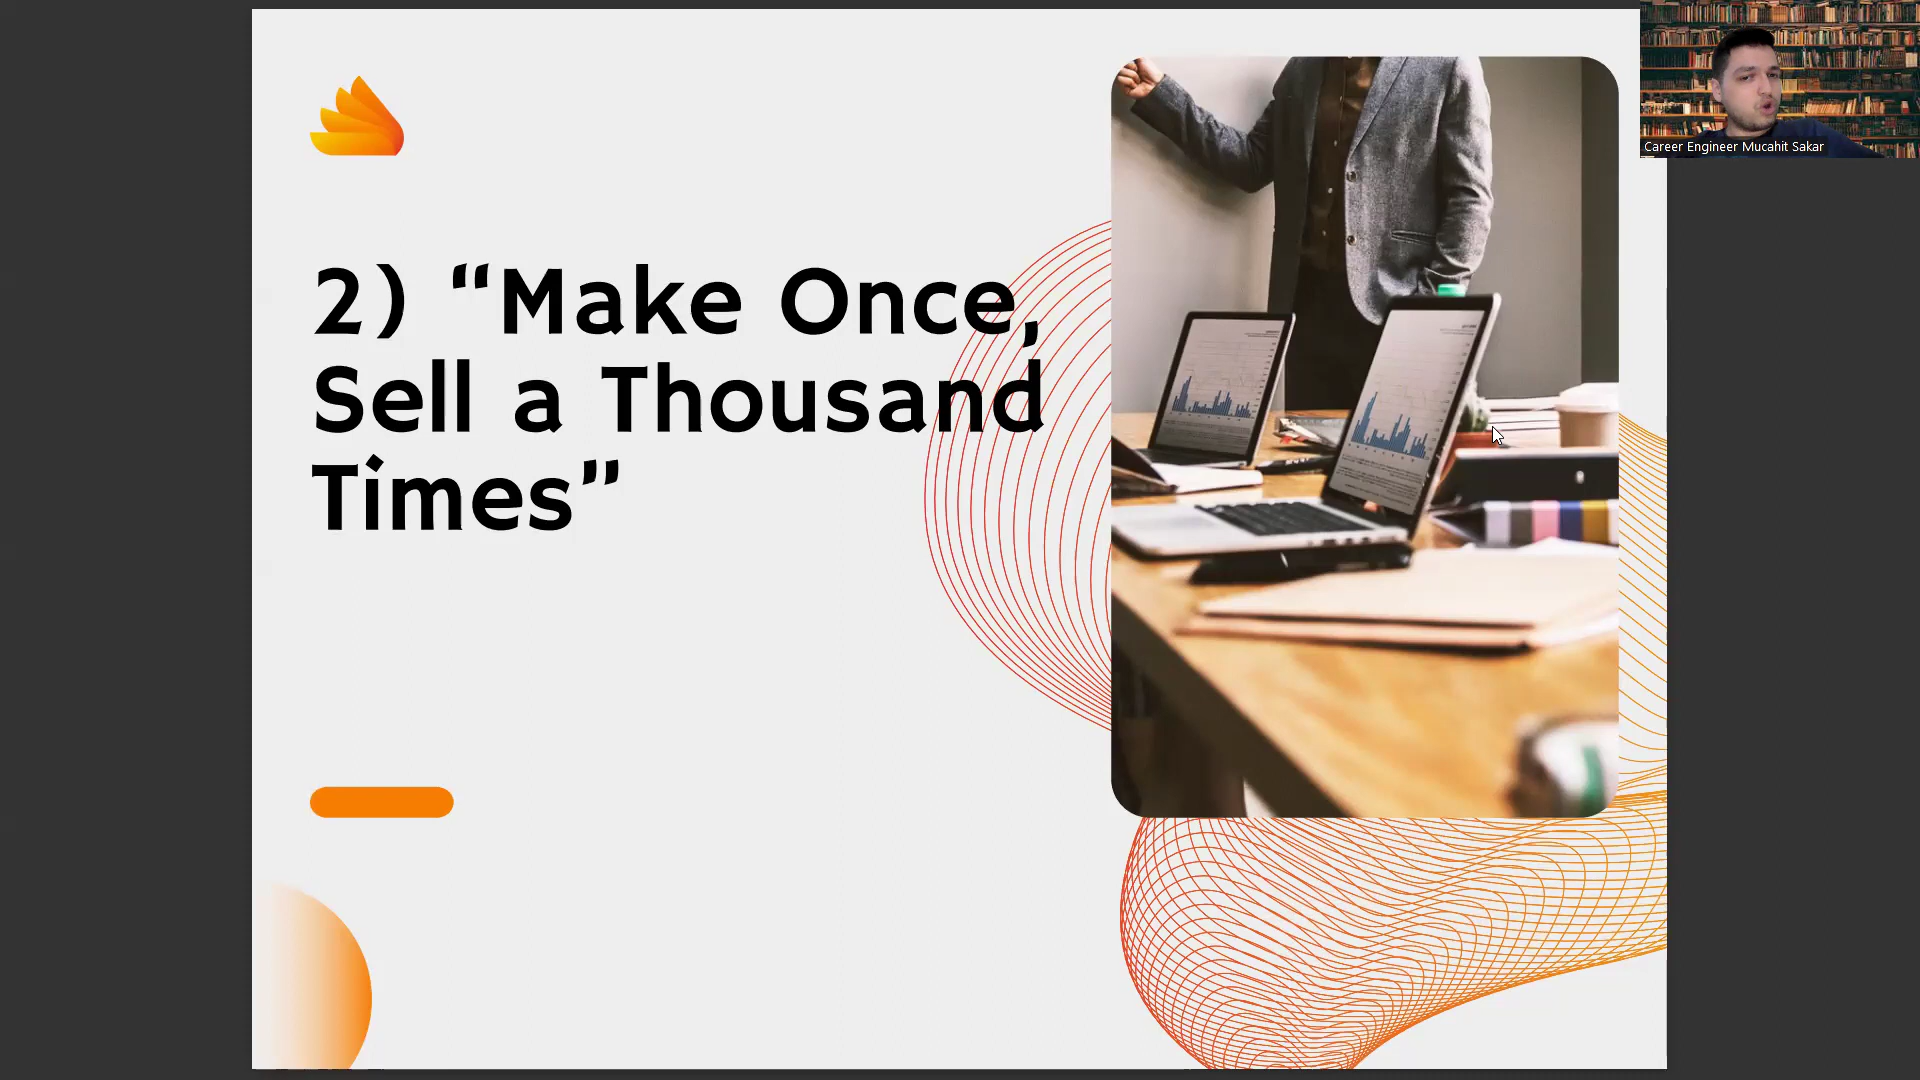 2) “Make Once,
Sell a Thousand
Times”
Career Engineer Mucahit Sakar